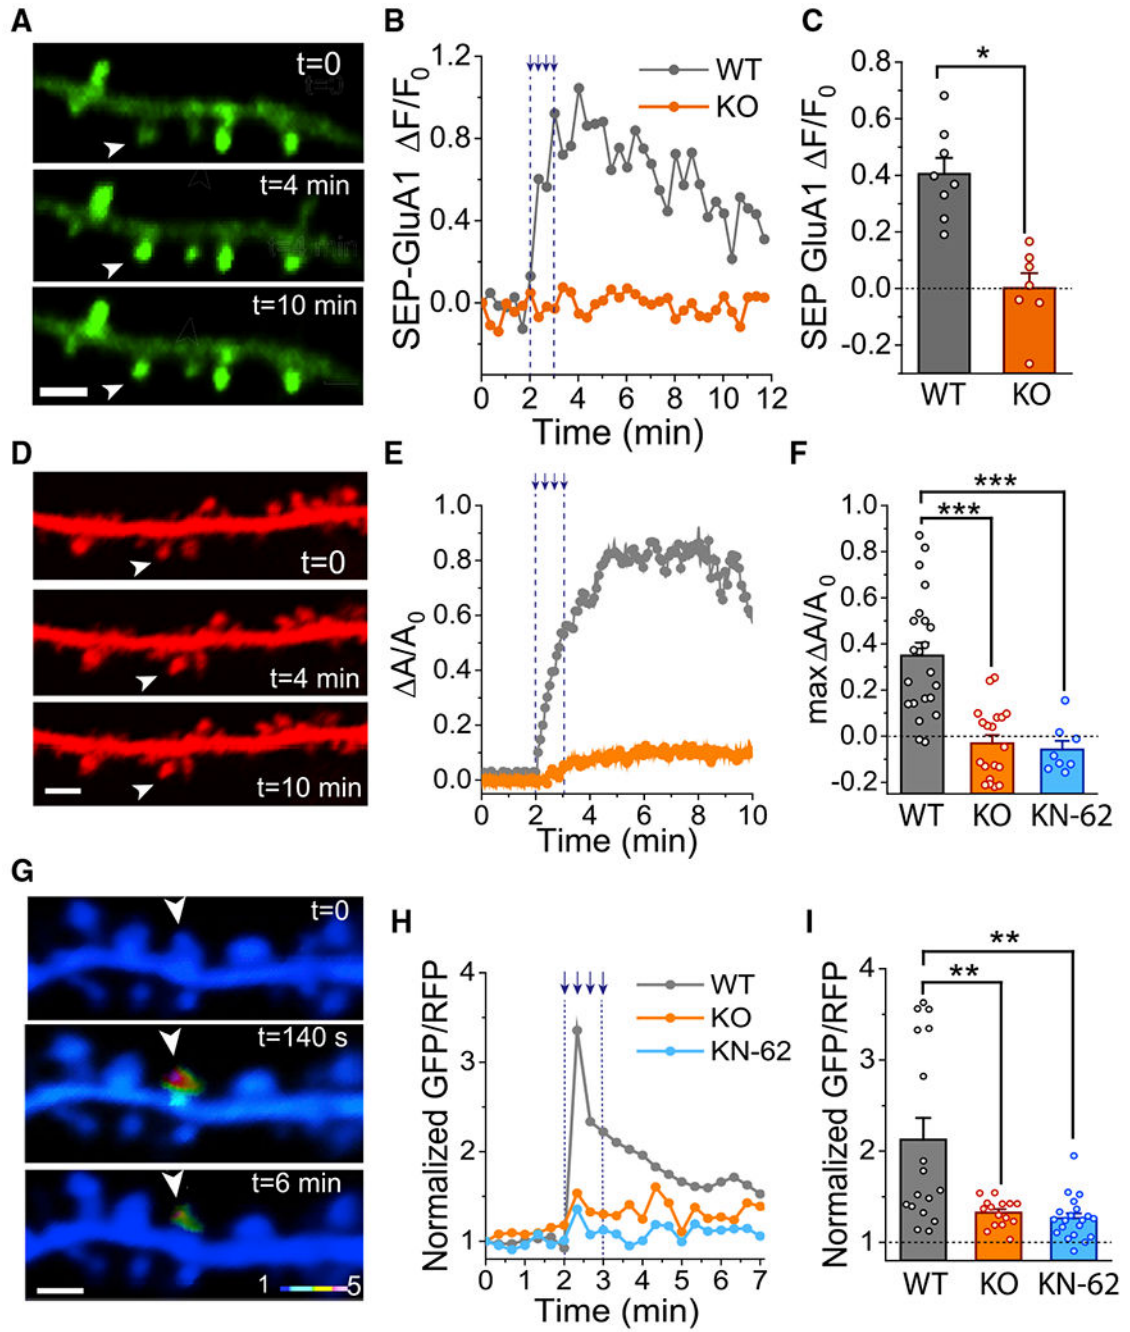 A
t=0
t=4 min
t=10 min
B
SEP-GluA1 ΔF/F0
1.2
0.8
0.4
0.0
WT
KO
0 2 4 6 8 10 12
Time (min)
C
SEP GluA1 ΔF/F0
0.8
0.6
0.4
0.2
0.0
-0.2
*
WT KO
D
t=0
t=4 min
t=10 min
E
ΔA/A0
1.0
0.8
0.6
0.4
0.2
0.0
0 2 4 6 8 10
Time (min)
F
max ΔA/A0
1.0
0.8
0.6
0.4
0.2
0.0
-0.2
***
***
WT KO KN-62
G
t=0
t=140 s
t=6 min
1 5
H
Normalized GFP/RFP
4
3
2
1
WT
KO
KN-62
0 1 2 3 4 5 6 7
Time (min)
I
Normalized GFP/RFP
4
3
2
1
**
**
WT KO KN-62